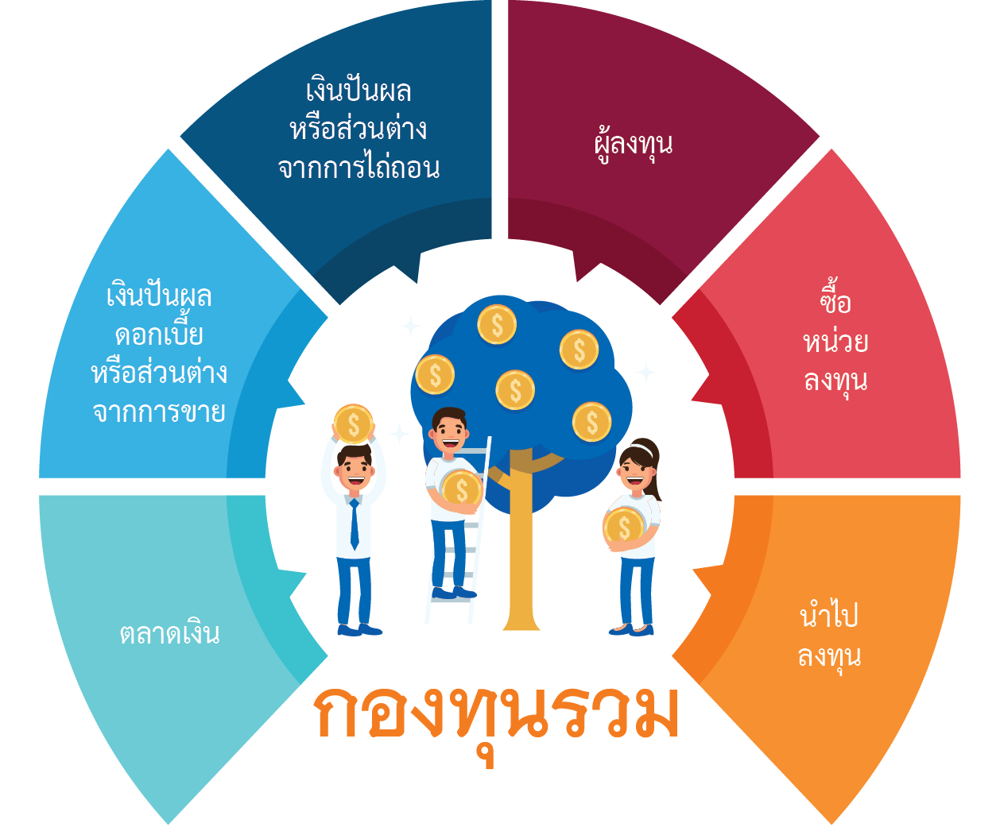 เงินปันผล
หรือส่วนต่าง
จากการไถ่ถอน
ผู้ลงทุน
เงินปันผล
ดอกเบี้ย
หรือส่วนต่าง
จากการขาย
ซื้อ
หน่วย
ลงทุน
ตลาดเงิน
นำไป
ลงทุน
กองทุนรวม